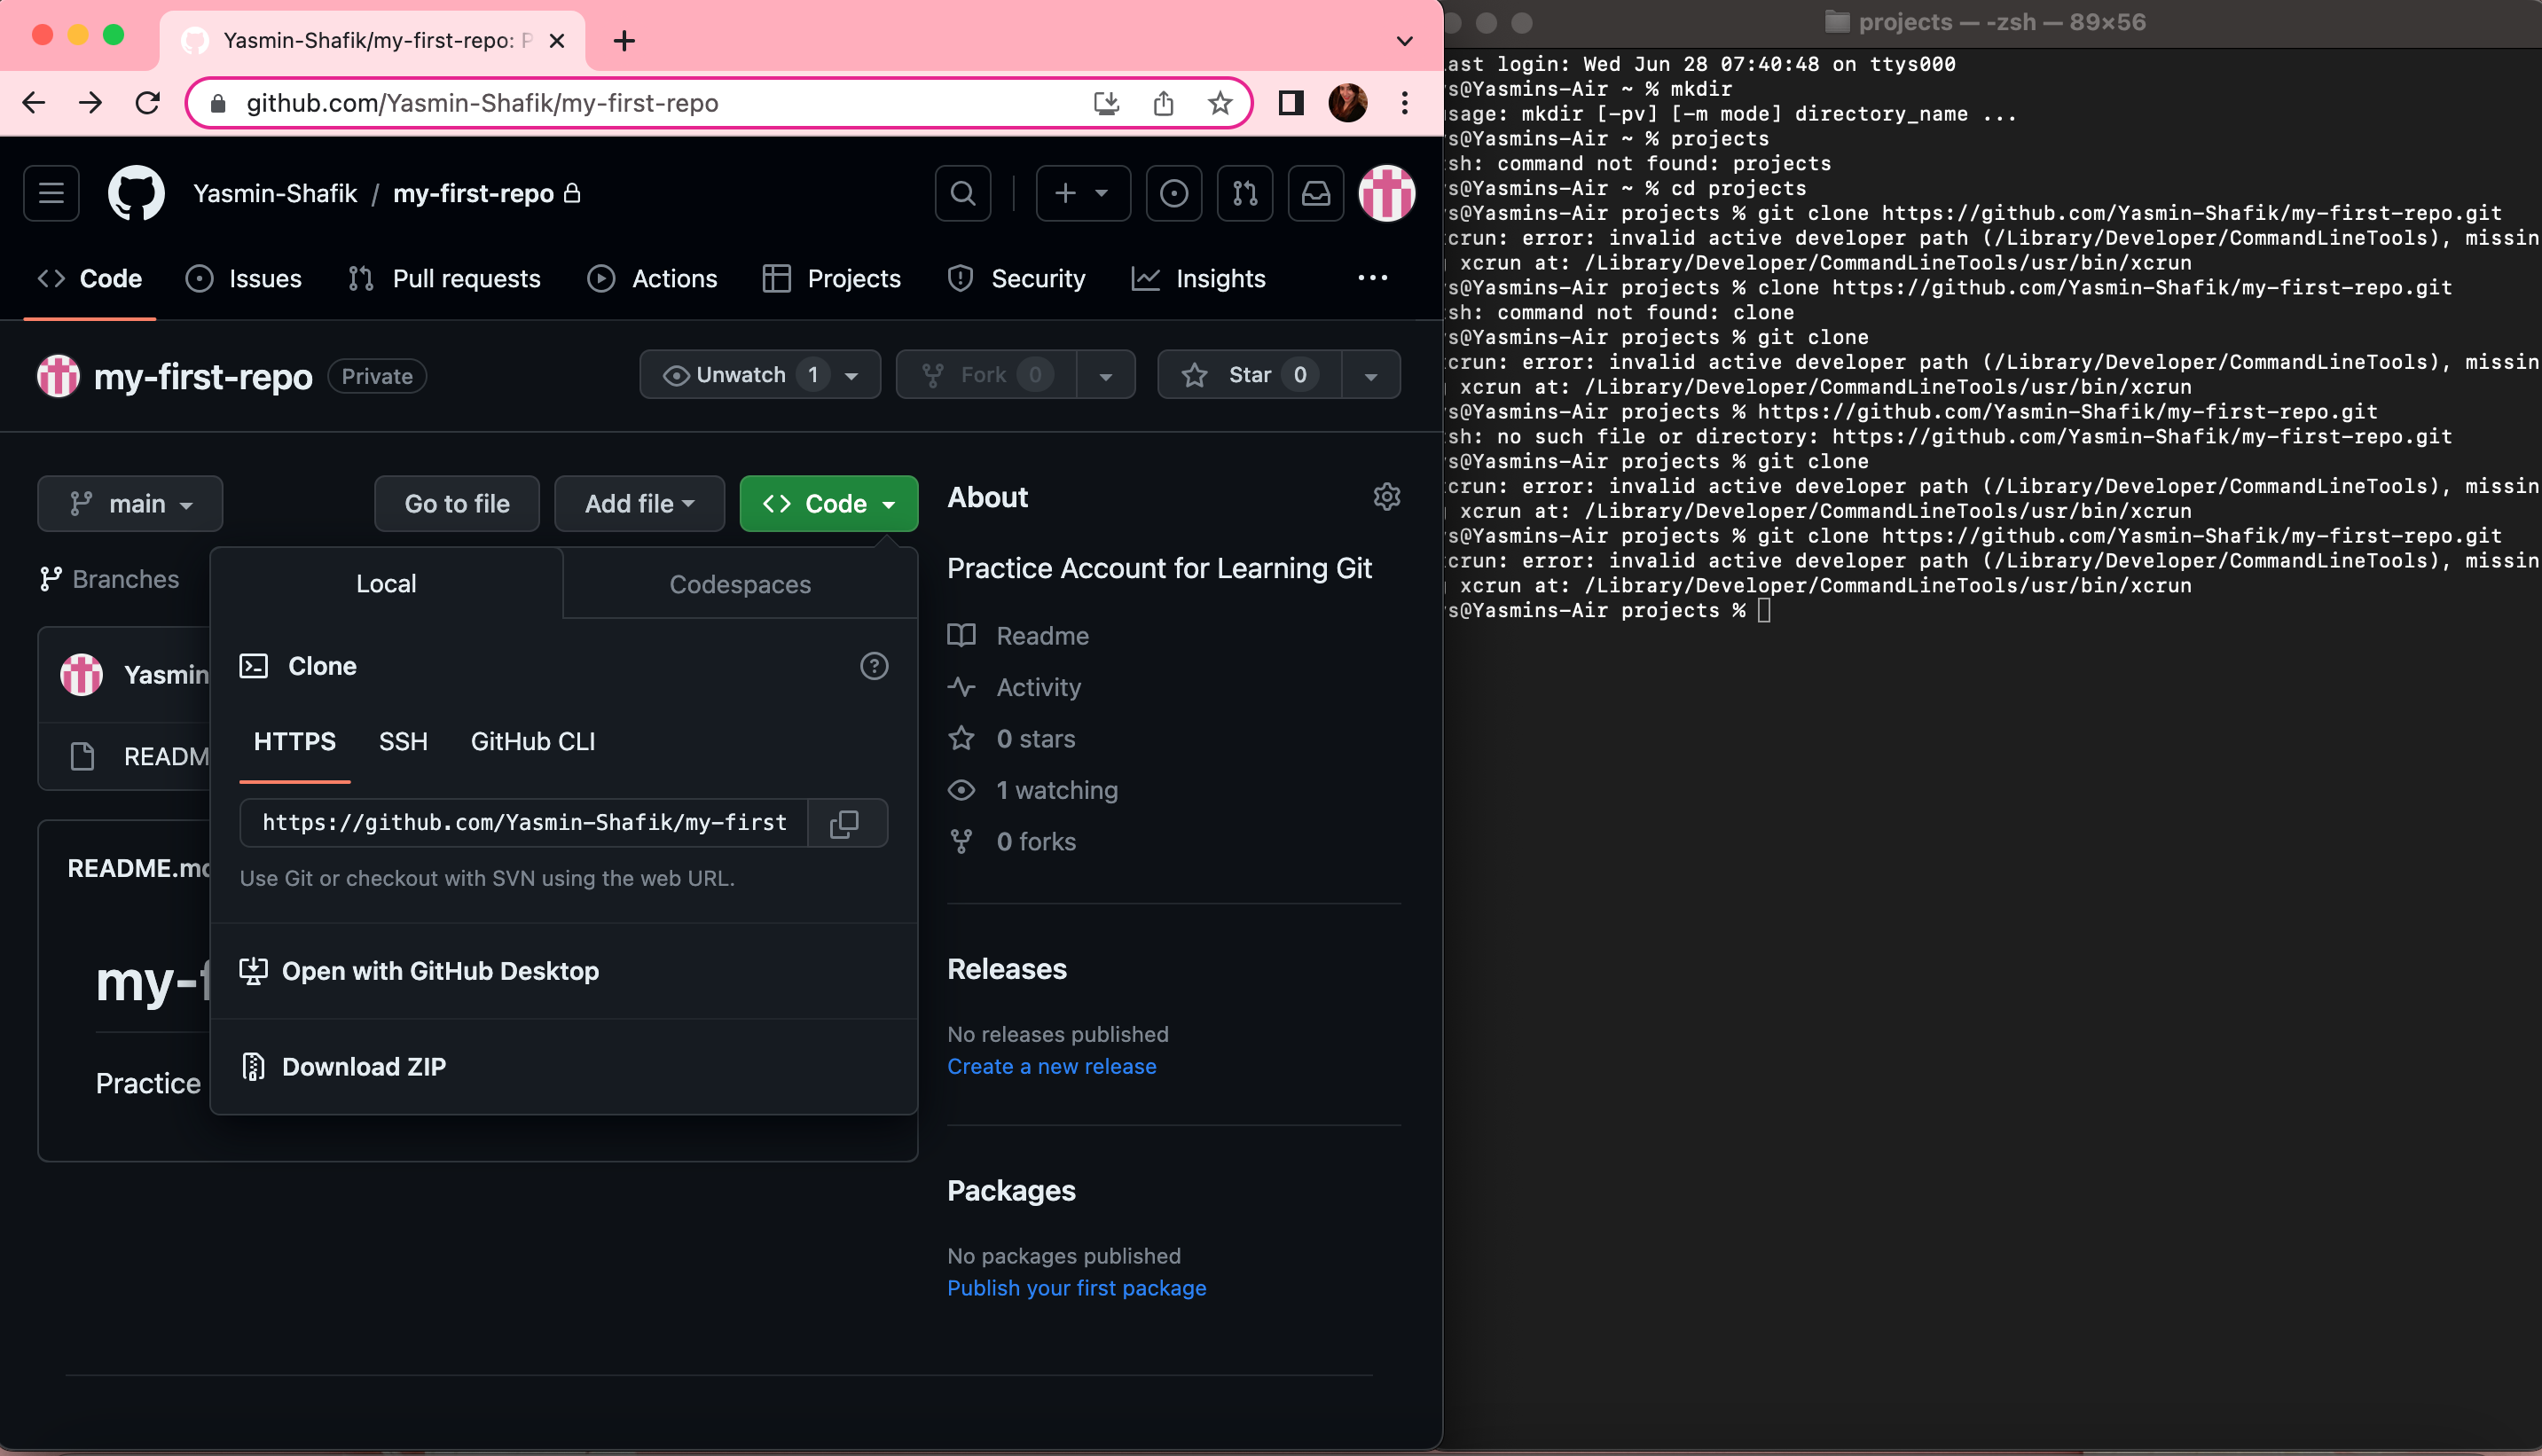 Yasmin-Shafik/my-first-repo: P
github.com/Yasmin-Shafik/my-first-repo
Yasmin-Shafik / my-first-repo
Code Issues Pull requests Actions Projects Security Insights
my-first-repo Private Unwatch 1 Fork 0 Star 0
main Go to file Add file Code
Branches
Yasmin
READM
README.md
my-f
Practice
Local Codespaces
Clone
HTTPS SSH GitHub CLI
https://github.com/Yasmin-Shafik/my-first
Use Git or checkout with SVN using the web URL.
Open with GitHub Desktop
Download ZIP
About
Practice Account for Learning Git
Readme
Activity
0 stars
1 watching
0 forks
Releases
No releases published
Create a new release
Packages
No packages published
Publish your first package
projects — -zsh — 89×56
ast login: Wed Jun 28 07:40:48 on ttys000
s@Yasmins-Air ~ % mkdir
sage: mkdir [-pv] [-m mode] directory_name ...
s@Yasmins-Air ~ % projects
sh: command not found: projects
s@Yasmins-Air ~ % cd projects
s@Yasmins-Air projects % git clone https://github.com/Yasmin-Shafik/my-first-repo.git
crun: error: invalid active developer path (/Library/Developer/CommandLineTools), missin
xcrun at: /Library/Developer/CommandLineTools/usr/bin/xcrun
s@Yasmins-Air projects % clone https://github.com/Yasmin-Shafik/my-first-repo.git
sh: command not found: clone
s@Yasmins-Air projects % git clone
crun: error: invalid active developer path (/Library/Developer/CommandLineTools), missin
xcrun at: /Library/Developer/CommandLineTools/usr/bin/xcrun
s@Yasmins-Air projects % https://github.com/Yasmin-Shafik/my-first-repo.git
sh: no such file or directory: https://github.com/Yasmin-Shafik/my-first-repo.git
s@Yasmins-Air projects % git clone
crun: error: invalid active developer path (/Library/Developer/CommandLineTools), missin
xcrun at: /Library/Developer/CommandLineTools/usr/bin/xcrun
s@Yasmins-Air projects % git clone https://github.com/Yasmin-Shafik/my-first-repo.git
crun: error: invalid active developer path (/Library/Developer/CommandLineTools), missin
xcrun at: /Library/Developer/CommandLineTools/usr/bin/xcrun
s@Yasmins-Air projects %